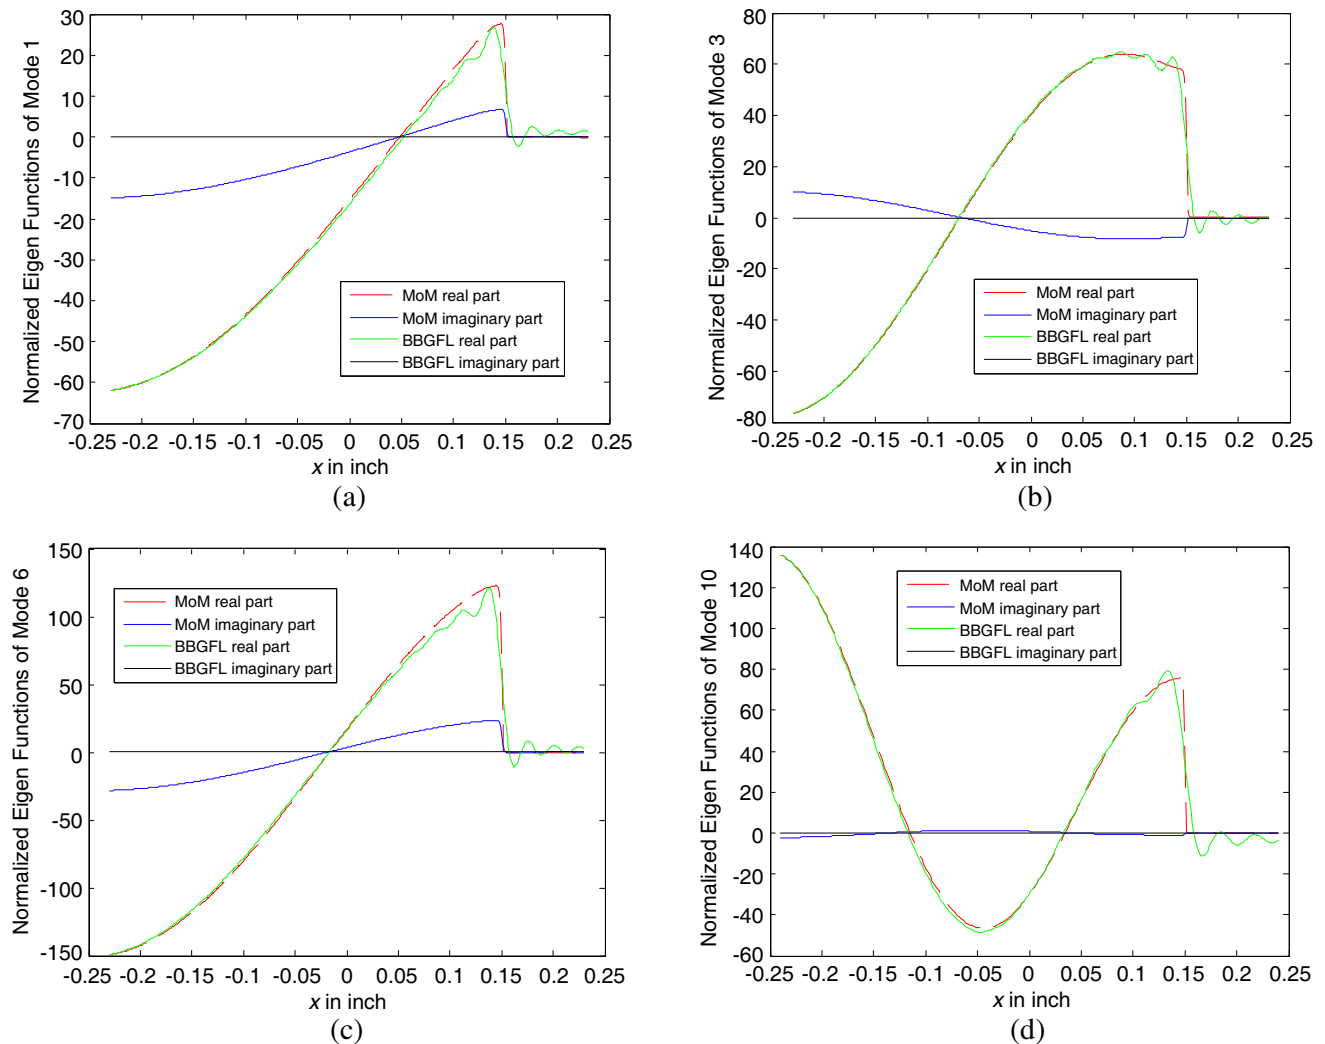 Normalized Eigen Functions of Mode 1
30
20
10
0
-10
-20
-30
-40
-50
-60
-70
MoM real part
MoM imaginary part
BBGFL real part
BBGFL imaginary part
-0.25 -0.2 -0.15 -0.1 -0.05 0 0.05 0.1 0.15 0.2 0.25
x in inch
(a)
Normalized Eigen Functions of Mode 3
80
60
40
20
0
-20
-40
-60
-80
MoM real part
MoM imaginary part
BBGFL real part
BBGFL imaginary part
-0.25 -0.2 -0.15 -0.1 -0.05 0 0.05 0.1 0.15 0.2 0.25
x in inch
(b)
Normalized Eigen Functions of Mode 6
150
100
50
0
-50
-100
-150
MoM real part
MoM imaginary part
BBGFL real part
BBGFL imaginary part
-0.25 -0.2 -0.15 -0.1 -0.05 0 0.05 0.1 0.15 0.2 0.25
x in inch
(c)
Normalized Eigen Functions of Mode 10
140
120
100
80
60
40
20
0
-20
-40
-60
MoM real part
MoM imaginary part
BBGFL real part
BBGFL imaginary part
-0.25 -0.2 -0.15 -0.1 -0.05 0 0.05 0.1 0.15 0.2 0.25
x in inch
(d)